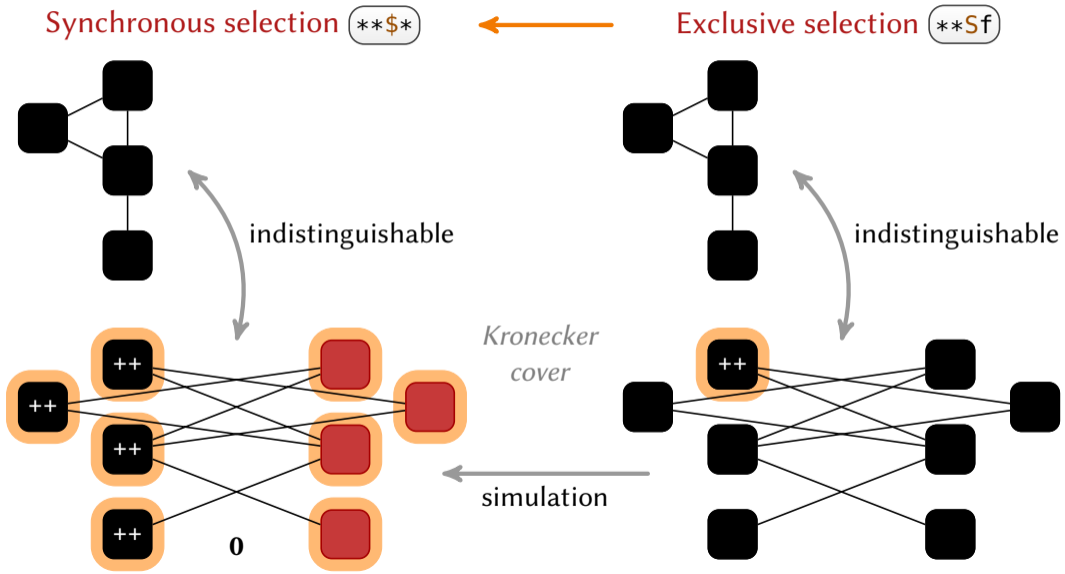 Synchronous selection **$*
Exclusive selection **Sf
indistinguishable
indistinguishable
++
++
++
++
0
Kronecker
cover
simulation
++